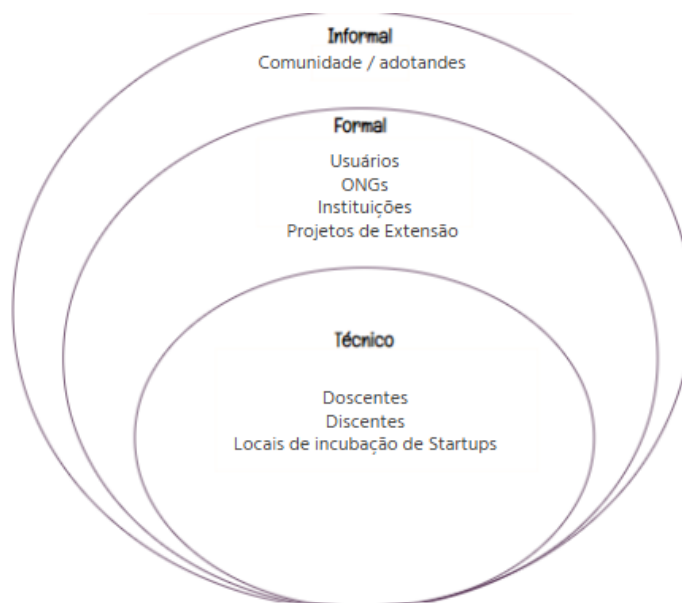 Informal
Comunidade / adotandes
Formal
Usuários
ONGs
Instituições
Projetos de Extensão
Técnico
Doscentes
Discentes
Locais de incubação de Startups